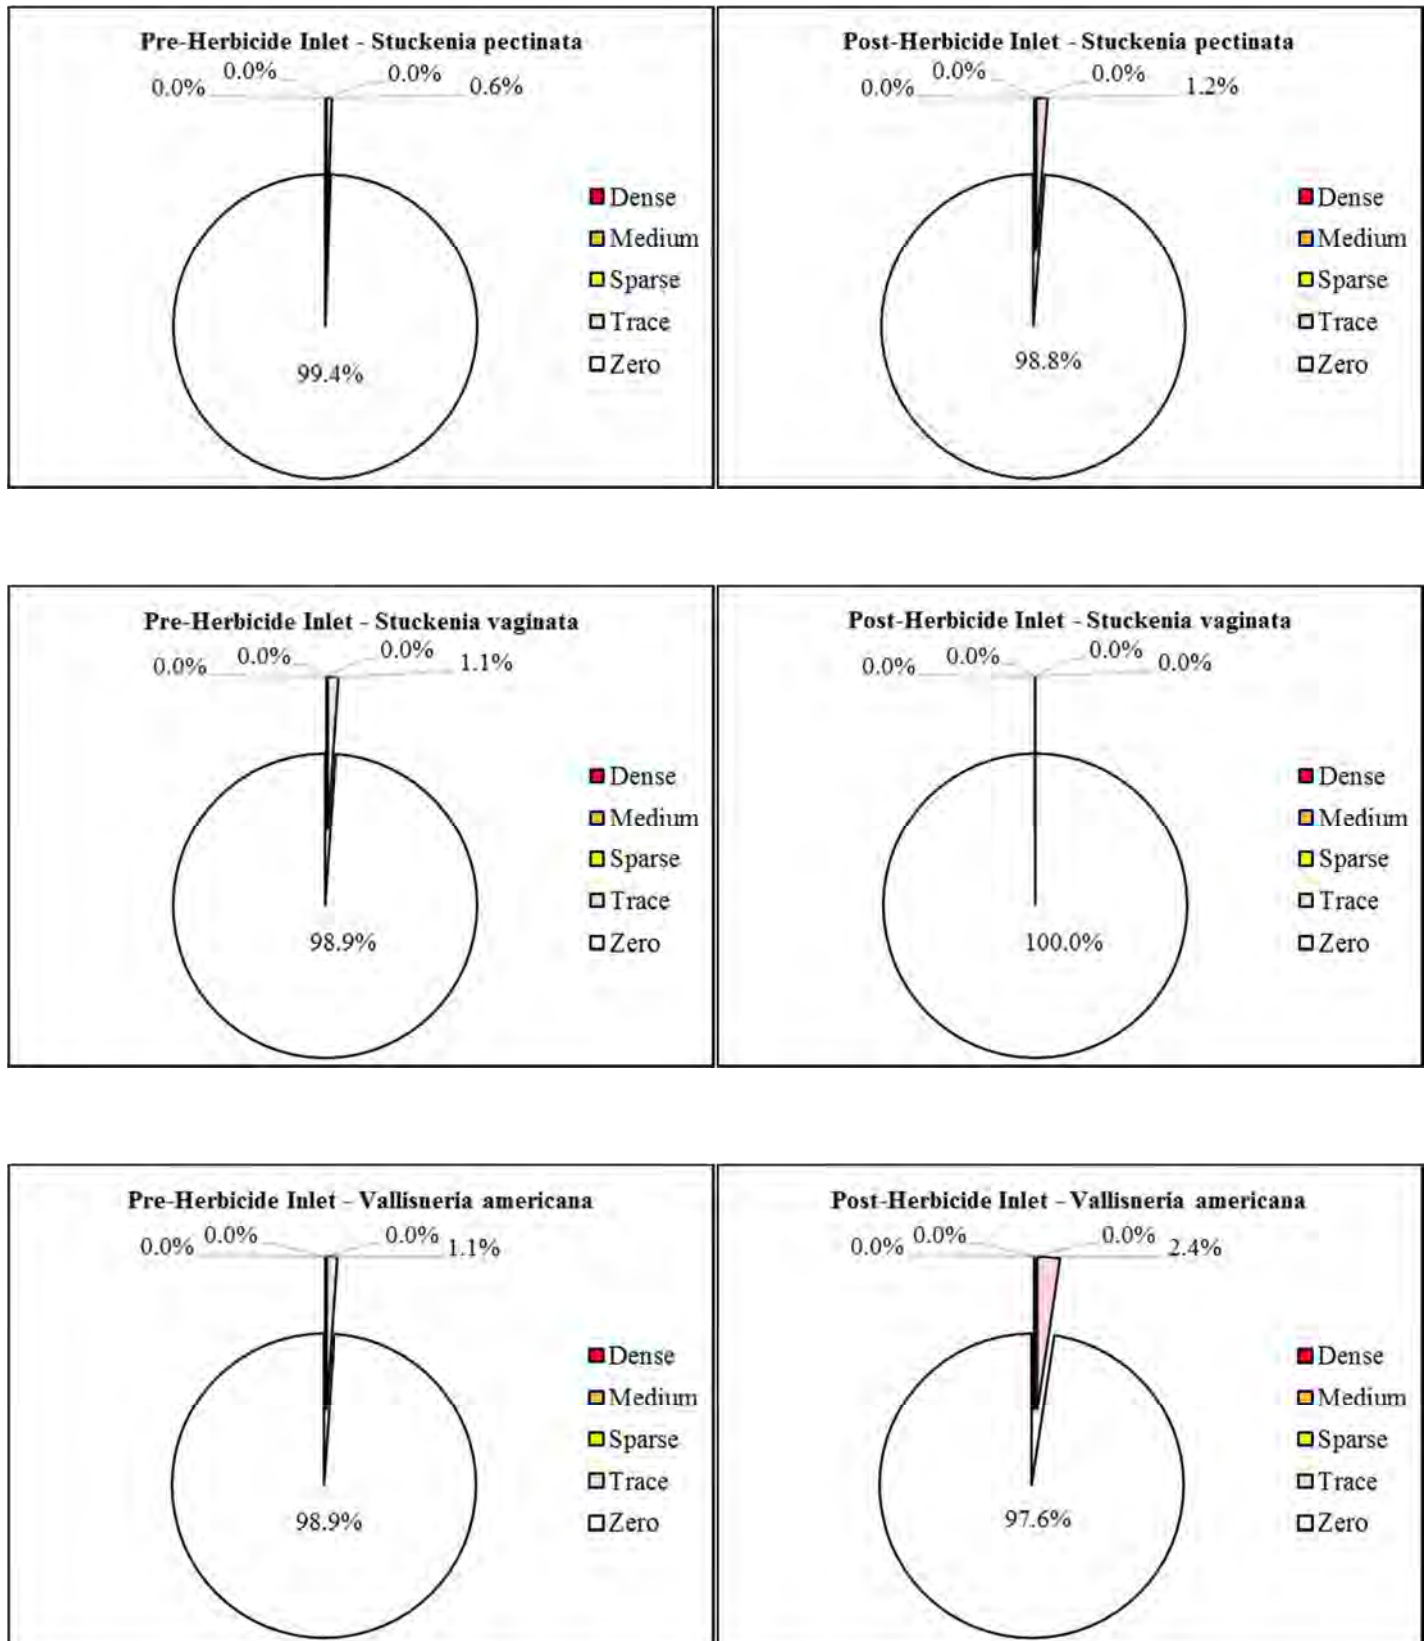 Pre-Herbicide Inlet - Stuckenia pectinata
0.0%
0.0%
0.0%
0.6%
Dense
Medium
Sparse
Trace
Zero
99.4%
Post-Herbicide Inlet - Stuckenia pectinata
0.0%
0.0%
0.0%
1.2%
Dense
Medium
Sparse
Trace
Zero
98.8%
Pre-Herbicide Inlet - Stuckenia vaginata
0.0%
0.0%
0.0%
1.1%
Dense
Medium
Sparse
Trace
Zero
98.9%
Post-Herbicide Inlet - Stuckenia vaginata
0.0%
0.0%
0.0%
0.0%
Dense
Medium
Sparse
Trace
Zero
100.0%
Pre-Herbicide Inlet - Vallisneria americana
0.0%
0.0%
0.0%
1.1%
Dense
Medium
Sparse
Trace
Zero
98.9%
Post-Herbicide Inlet - Vallisneria americana
0.0%
0.0%
0.0%
2.4%
Dense
Medium
Sparse
Trace
Zero
97.6%